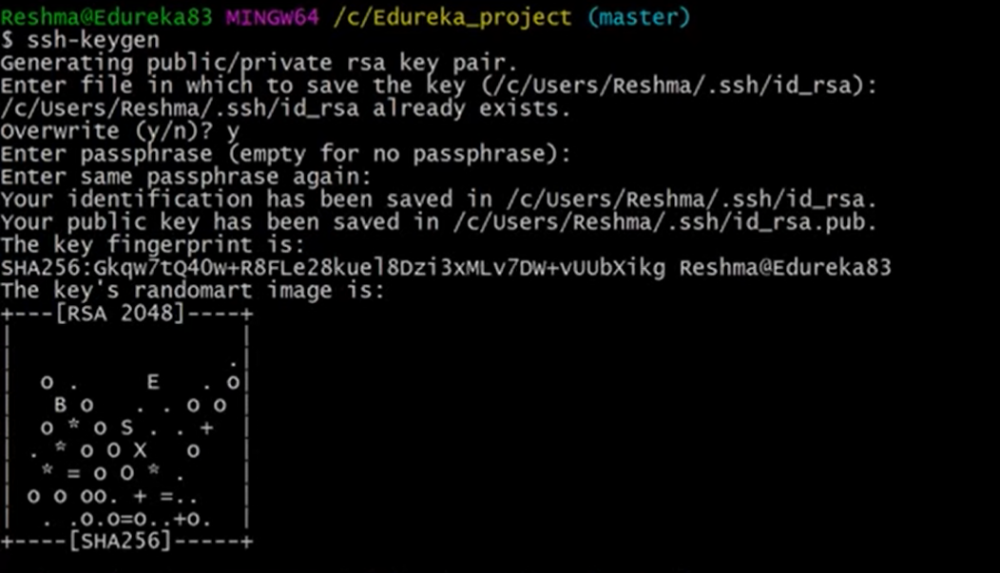 Reshma@Edureka83 MINGW64 /c/Edureka_project (master)
$ ssh-keygen
Generating public/private rsa key pair.
Enter file in which to save the key (/c/Users/Reshma/.ssh/id_rsa):
/c/Users/Reshma/.ssh/id_rsa already exists.
Overwrite (y/n)? y
Enter passphrase (empty for no passphrase):
Enter same passphrase again:
Your identification has been saved in /c/Users/Reshma/.ssh/id_rsa.
Your public key has been saved in /c/Users/Reshma/.ssh/id_rsa.pub.
The key fingerprint is:
SHA256:Gkqw7tQ40w+R8FLe28kuel8Dzi3xMLv7DW+vUUbXikg Reshma@Edureka83
The key's randomart image is:
+---[RSA 2048]----+
|                 |
|                .|
|  o .     E   . o|
|   B o   . . o o |
|  o * o S . . +  |
| . * o O X   o   |
|  * = o O * .    |
| o o oo. + =..   |
|  . .o.o=o..+o.  |
+----[SHA256]-----+